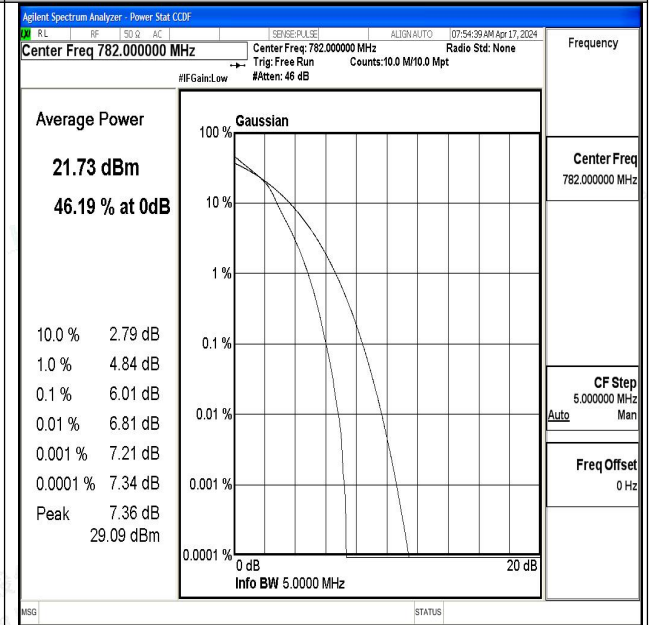 Agilent Spectrum Analyzer - Power Stat CCDF
RL RF 50 Ω AC SENSE:PULSE ALIGN AUTO 07:54:39 AM Apr 17, 2024
Center Freq 782.000000 MHz
Center Freq: 782.000000 MHz Radio Std: None
Trig: Free Run Counts:10.0 M/10.0 Mpt
#IFGain:Low #Atten: 46 dB
Frequency
Average Power
21.73 dBm
46.19 % at 0dB
10.0 % 2.79 dB
1.0 % 4.84 dB
0.1 % 6.01 dB
0.01 % 6.81 dB
0.001 % 7.21 dB
0.0001 % 7.34 dB
Peak 7.36 dB
29.09 dBm
Gaussian
100 %
10 %
1 %
0.1 %
0.01 %
0.001 %
0.0001 %
0 dB 20 dB
Info BW 5.0000 MHz
Center Freq
782.000000 MHz
CF Step
5.000000 MHz
Auto Man
Freq Offset
0 Hz
MSG STATUS